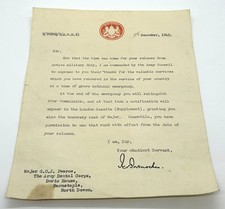 December, 1945.
Sir,
Now that the time has come for your release from
active military duty, I am commanded by the Army Council
to express to you their thanks for the valuable services
which you have rendered in the service of your country
at a time of grave national emergency.
At the end of the emergency you will relinquish
your commission, and at that time a notification will appear
in the London Gazette (Supplement), granting you
also the honorary rank of Major. Meanwhile, you have
permission to use that rank with effect from the date of
your release.
I am, Sir,
Your obedient Servant,
Major C.O.J. Pearce,
The Army Dental Corps,
Doris House,
Barnstaple,
North Devon.